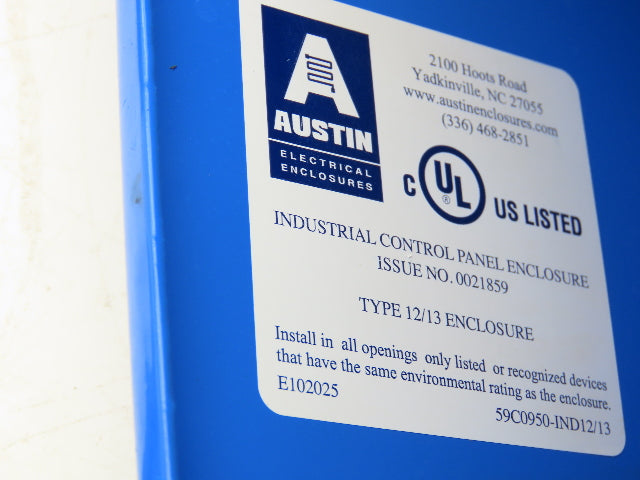 AUSTIN
ELECTRICAL
ENCLOSURES
2100 Hoots Road
Yadkinville, NC 27055
www.austinenclosures.com
(336) 468-2851
C UL ® US LISTED
INDUSTRIAL CONTROL PANEL ENCLOSURE
ISSUE NO. 0021859
TYPE 12/13 ENCLOSURE
Install in all openings only listed or recognized devices
that have the same environmental rating as the enclosure.
E102025
59C0950-IND12/13